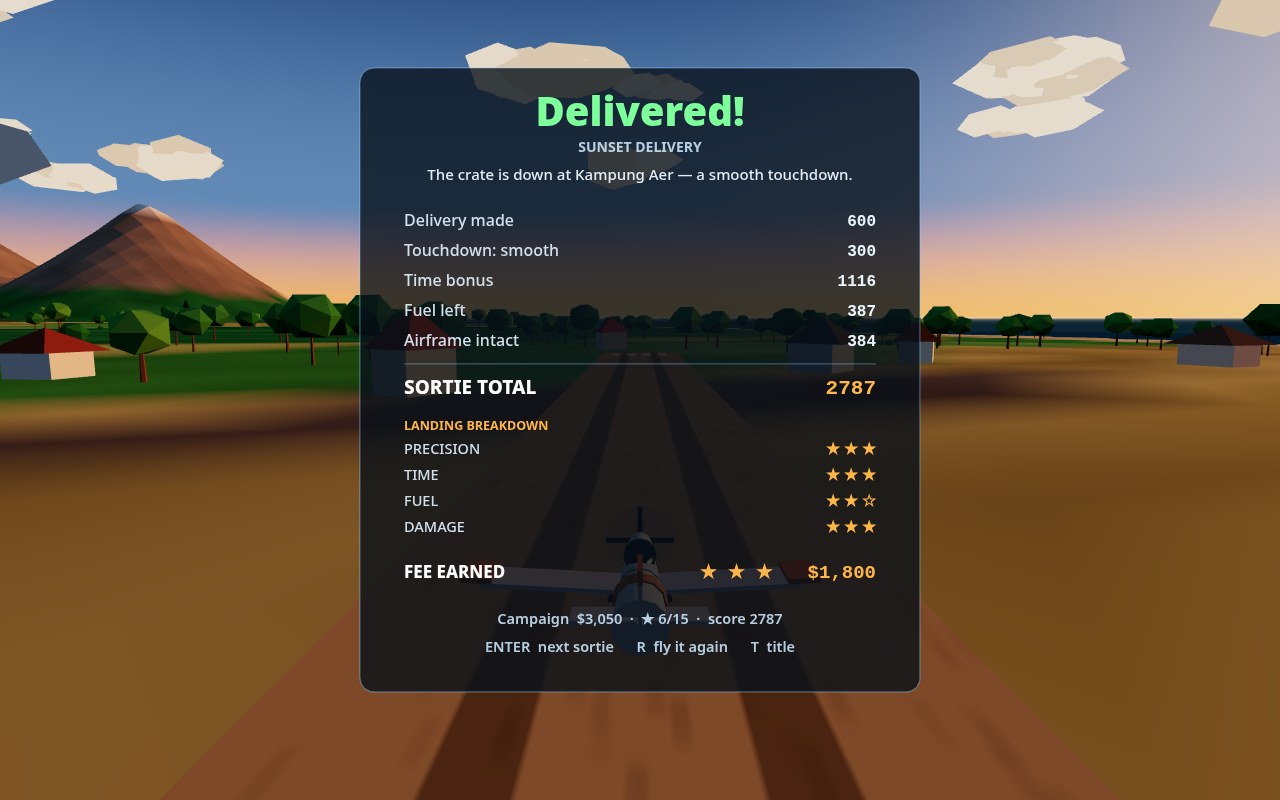 Delivered!
SUNSET DELIVERY
The crate is down at Kampung Aer — a smooth touchdown.
Delivery made 600
Touchdown: smooth 300
Time bonus 1116
Fuel left 387
Airframe intact 384
SORTIE TOTAL 2787
LANDING BREAKDOWN
PRECISION ★★★
TIME ★★★
FUEL ★★☆
DAMAGE ★★★
FEE EARNED ★ ★ ★ $1,800
Campaign $3,050 · ★ 6/15 · score 2787
ENTER next sortie R fly it again T title